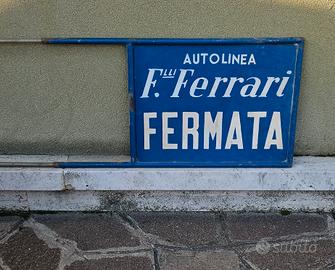 AUTOLINEA
F.lli Ferrari
FERMATA
subito